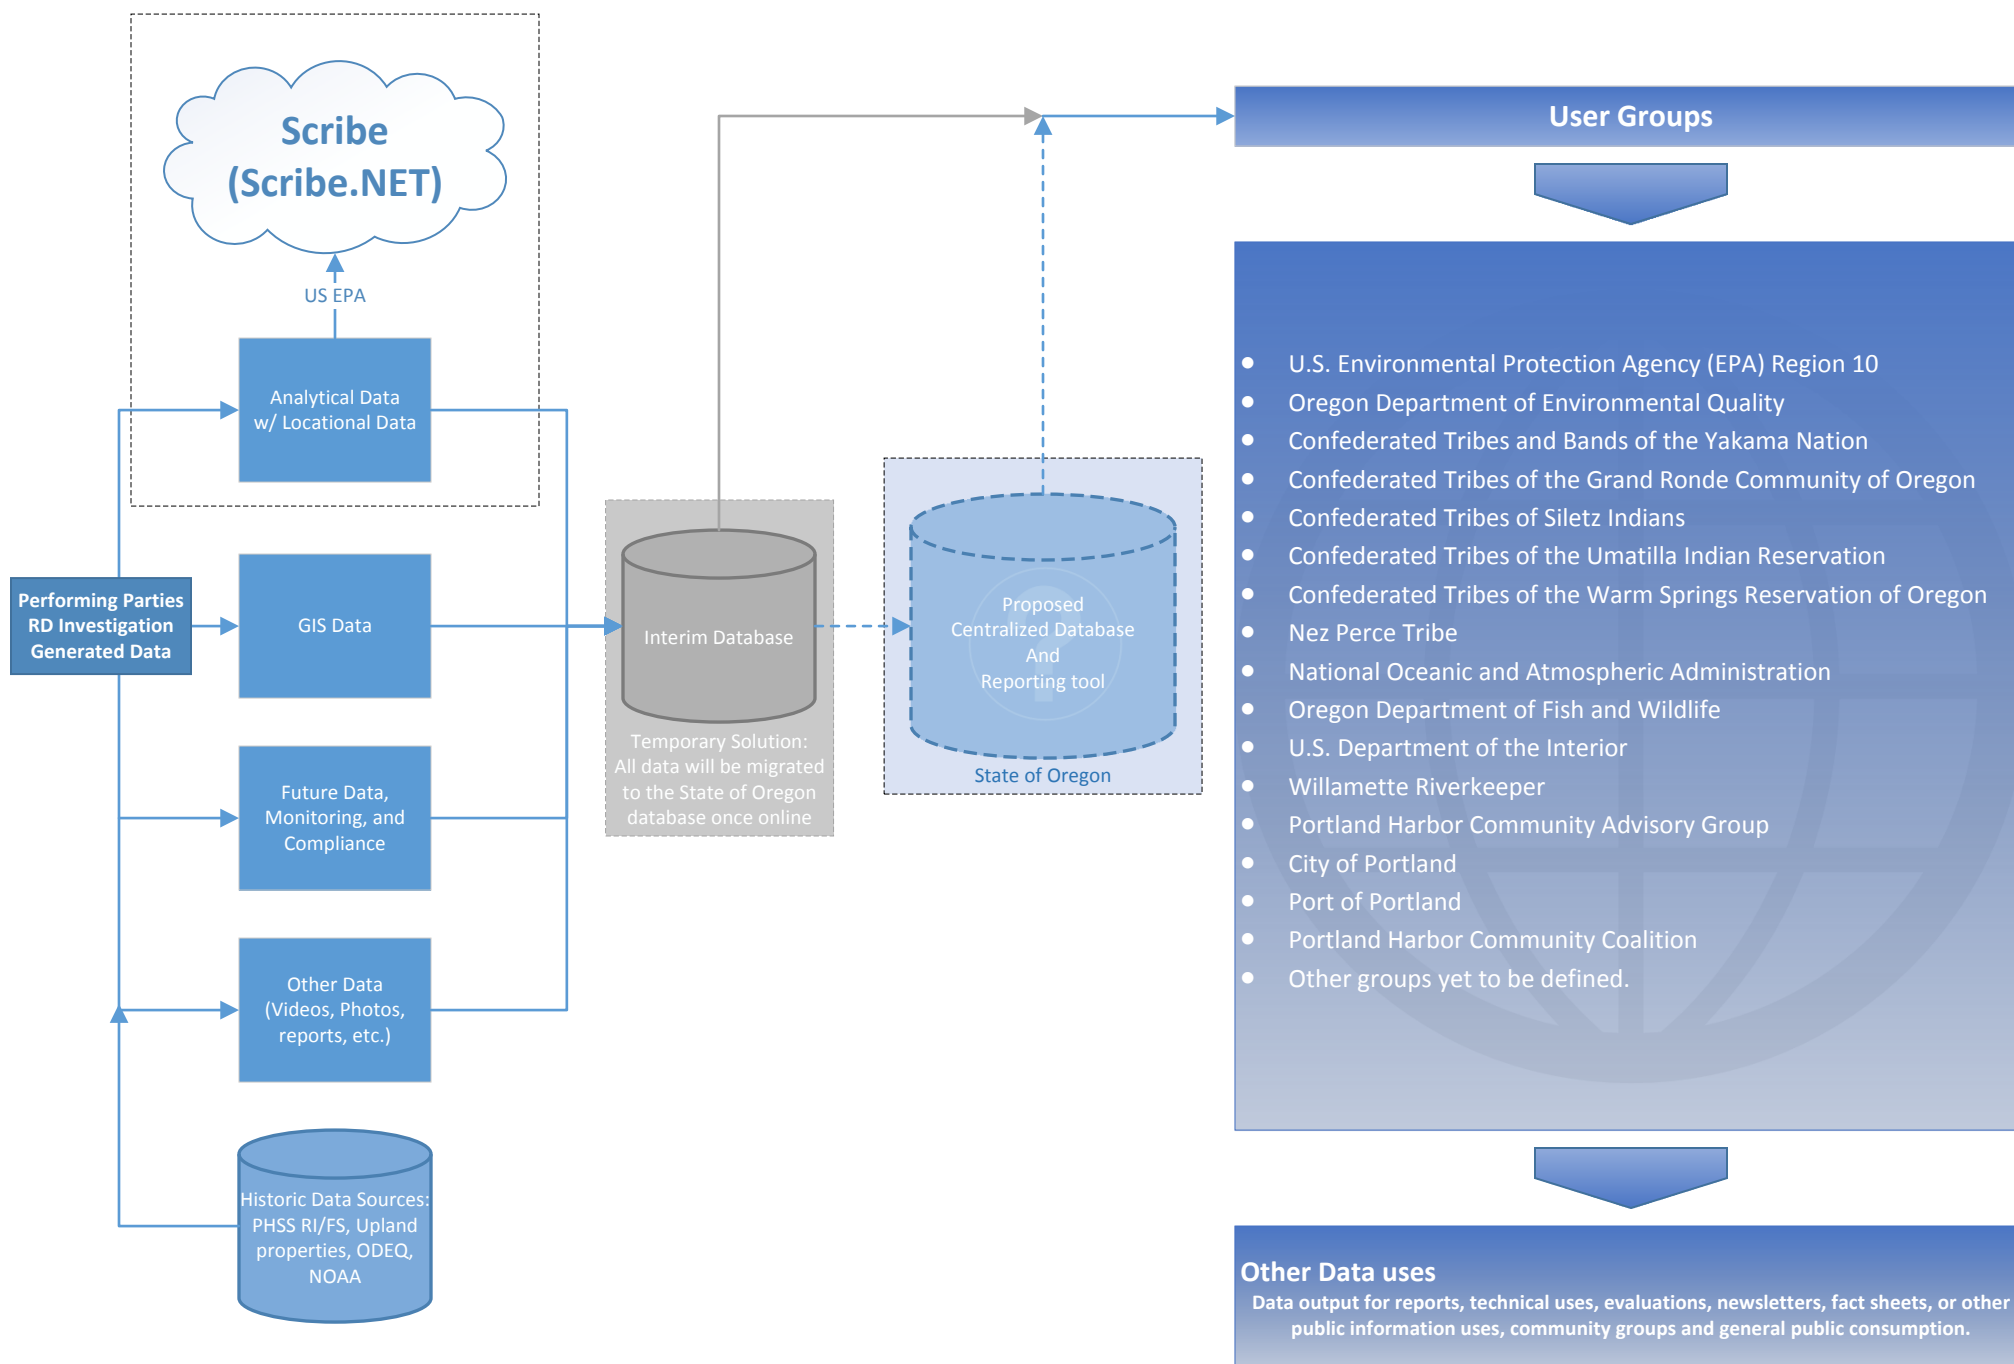 Scribe
(Scribe.NET)
US EPA
Analytical Data
w/ Locational Data
Performing Parties
RD Investigation
Generated Data
GIS Data
Future Data,
Monitoring, and
Compliance
Other Data
(Videos, Photos,
reports, etc.)
Historic Data Sources:
PHSS RI/FS, Upland
properties, ODEQ,
NOAA
Interim Database
Temporary Solution:
All data will be migrated
to the State of Oregon
database once online
?
Proposed
Centralized Database
And
Reporting tool
State of Oregon
User Groups
● U.S. Environmental Protection Agency (EPA) Region 10
● Oregon Department of Environmental Quality
● Confederated Tribes and Bands of the Yakama Nation
● Confederated Tribes of the Grand Ronde Community of Oregon
● Confederated Tribes of Siletz Indians
● Confederated Tribes of the Umatilla Indian Reservation
● Confederated Tribes of the Warm Springs Reservation of Oregon
● Nez Perce Tribe
● National Oceanic and Atmospheric Administration
● Oregon Department of Fish and Wildlife
● U.S. Department of the Interior
● Willamette Riverkeeper
● Portland Harbor Community Advisory Group
● City of Portland
● Port of Portland
● Portland Harbor Community Coalition
● Other groups yet to be defined.
Other Data uses
Data output for reports, technical uses, evaluations, newsletters, fact sheets, or other
public information uses, community groups and general public consumption.